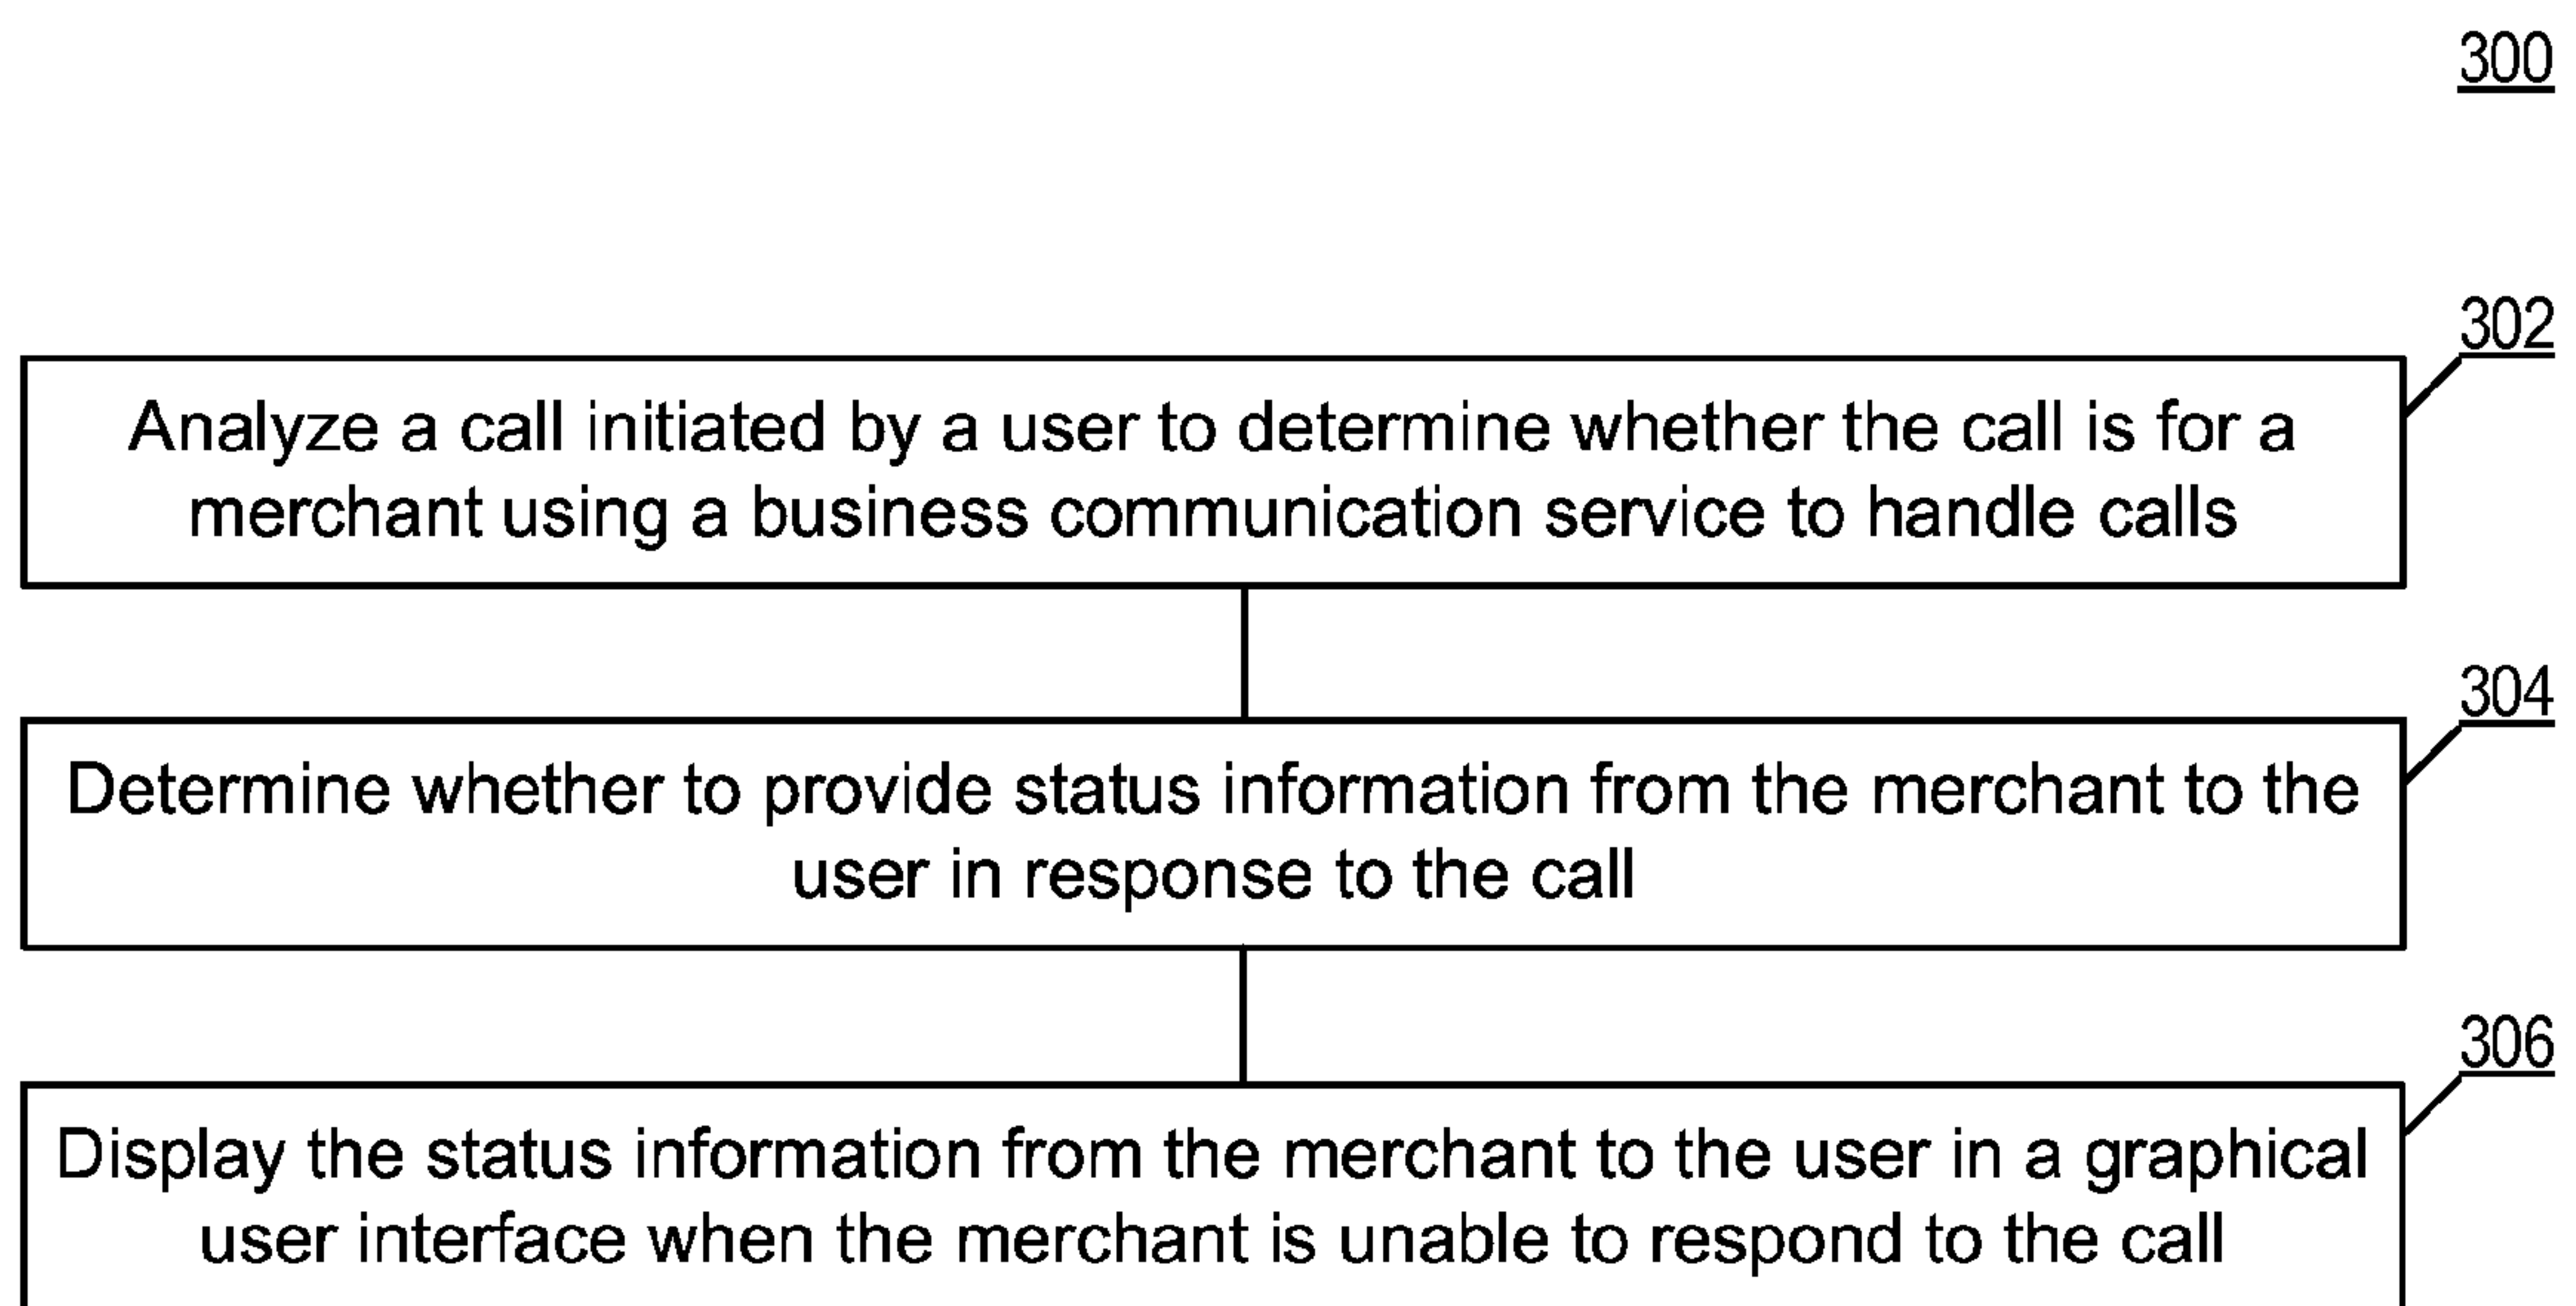 300
302
Analyze a call initiated by a user to determine whether the call is for a
merchant using a business communication service to handle calls
304
Determine whether to provide status information from the merchant to the
user in response to the call
306
Display the status information from the merchant to the user in a graphical
user interface when the merchant is unable to respond to the call